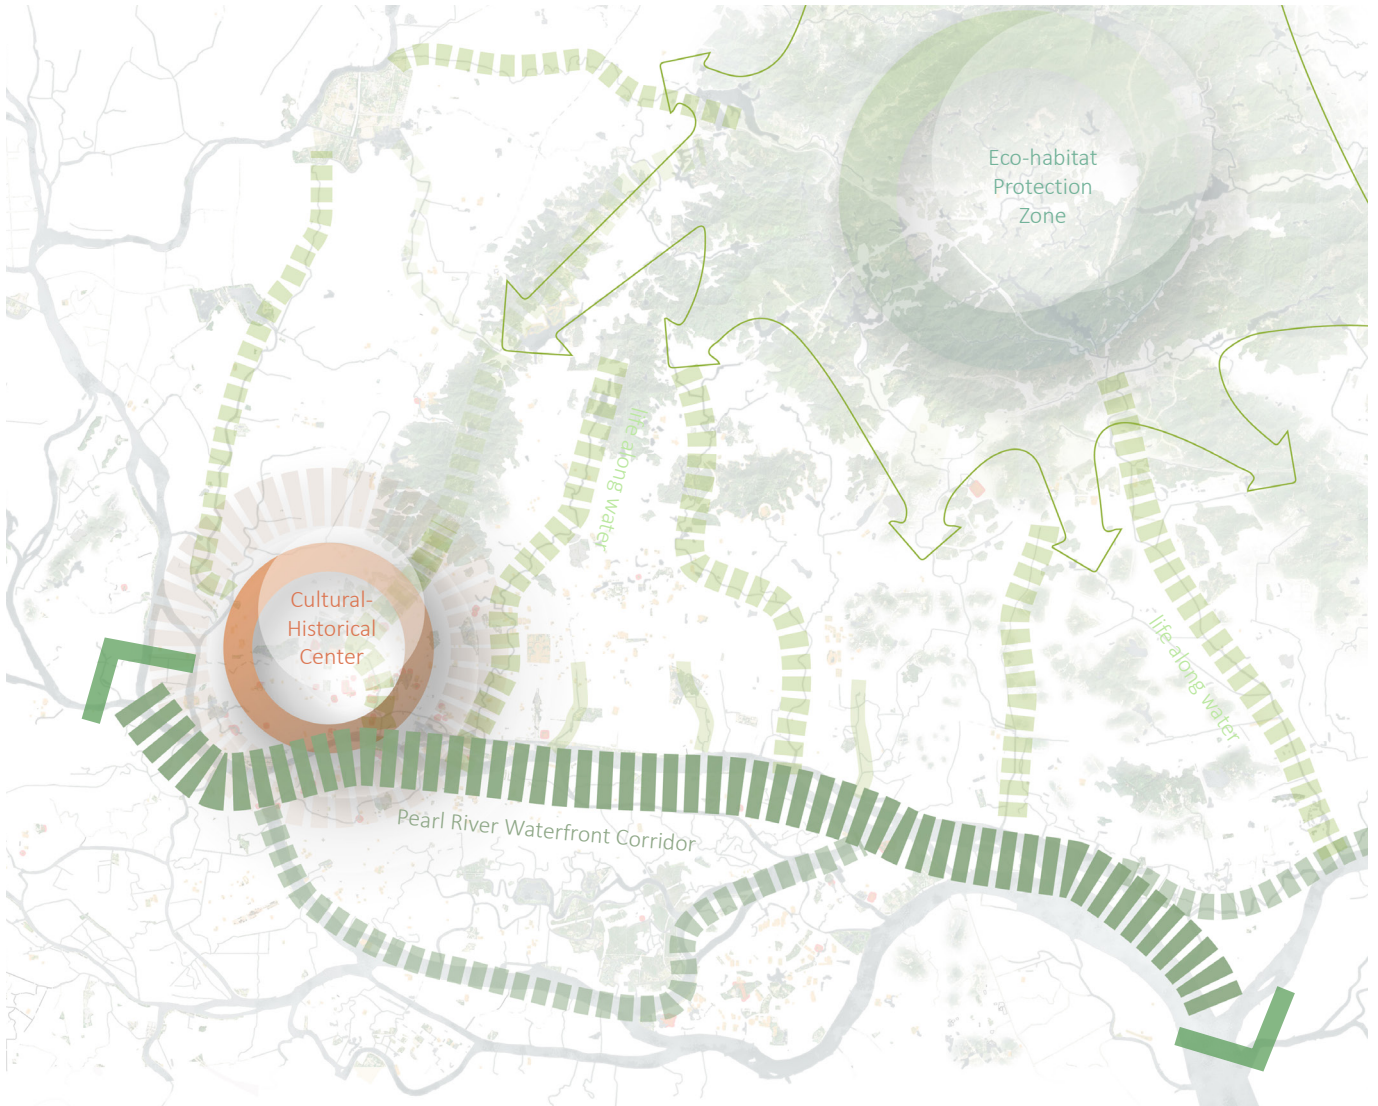 Eco-habitat
Protection
Zone
life along water
Cultural-
Historical
Center
life along water
Pearl River Waterfront Corridor